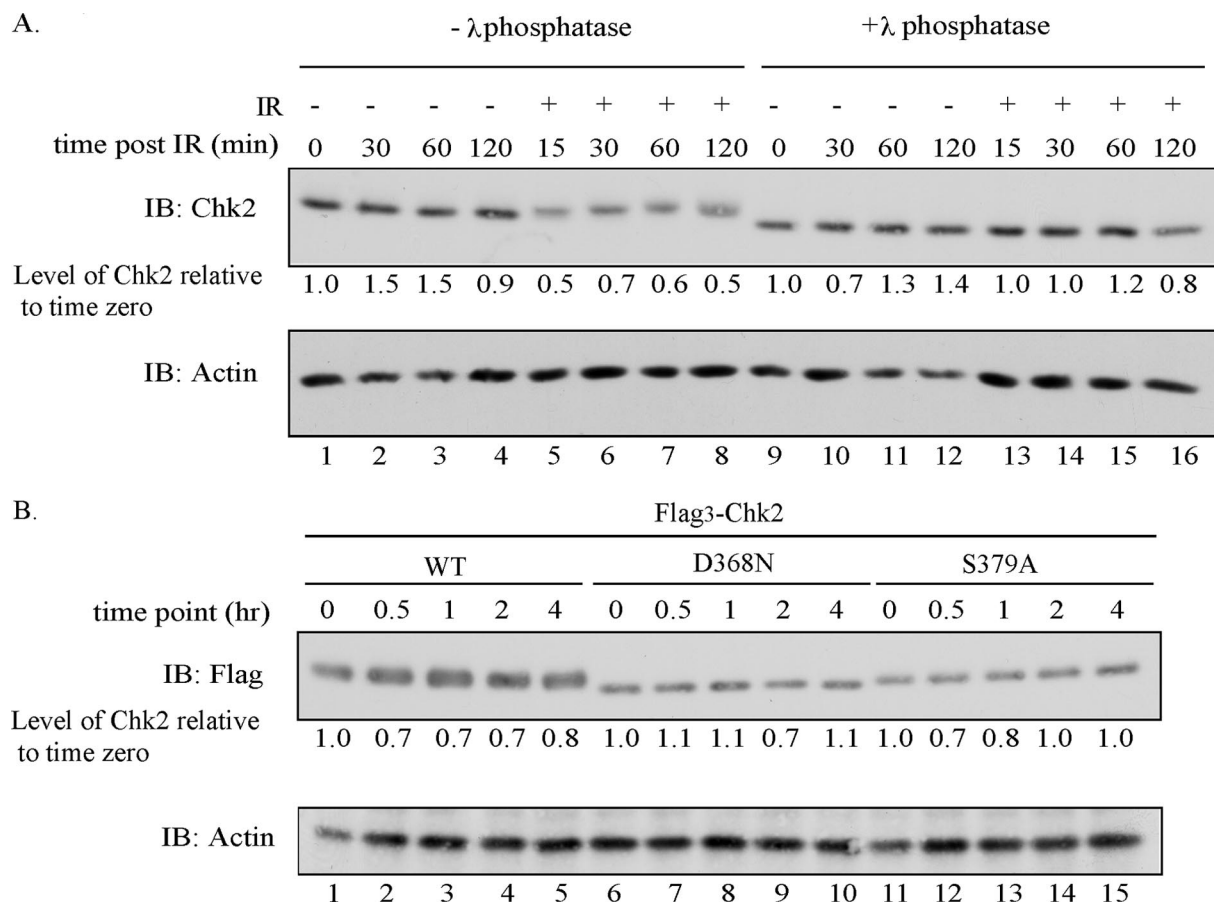 A.
- λ phosphatase +λ phosphatase
IR - - - - + + + + - - - - + + + +
time post IR (min) 0 30 60 120 15 30 60 120 0 30 60 120 15 30 60 120
IB: Chk2
Level of Chk2 relative
to time zero
1.0 1.5 1.5 0.9 0.5 0.7 0.6 0.5 1.0 0.7 1.3 1.4 1.0 1.0 1.2 0.8
IB: Actin
1 2 3 4 5 6 7 8 9 10 11 12 13 14 15 16
B.
Flag3-Chk2
WT D368N S379A
time point (hr) 0 0.5 1 2 4 0 0.5 1 2 4 0 0.5 1 2 4
IB: Flag
Level of Chk2 relative
to time zero
1.0 0.7 0.7 0.7 0.8 1.0 1.1 1.1 0.7 1.1 1.0 0.7 0.8 1.0 1.0
IB: Actin
1 2 3 4 5 6 7 8 9 10 11 12 13 14 15